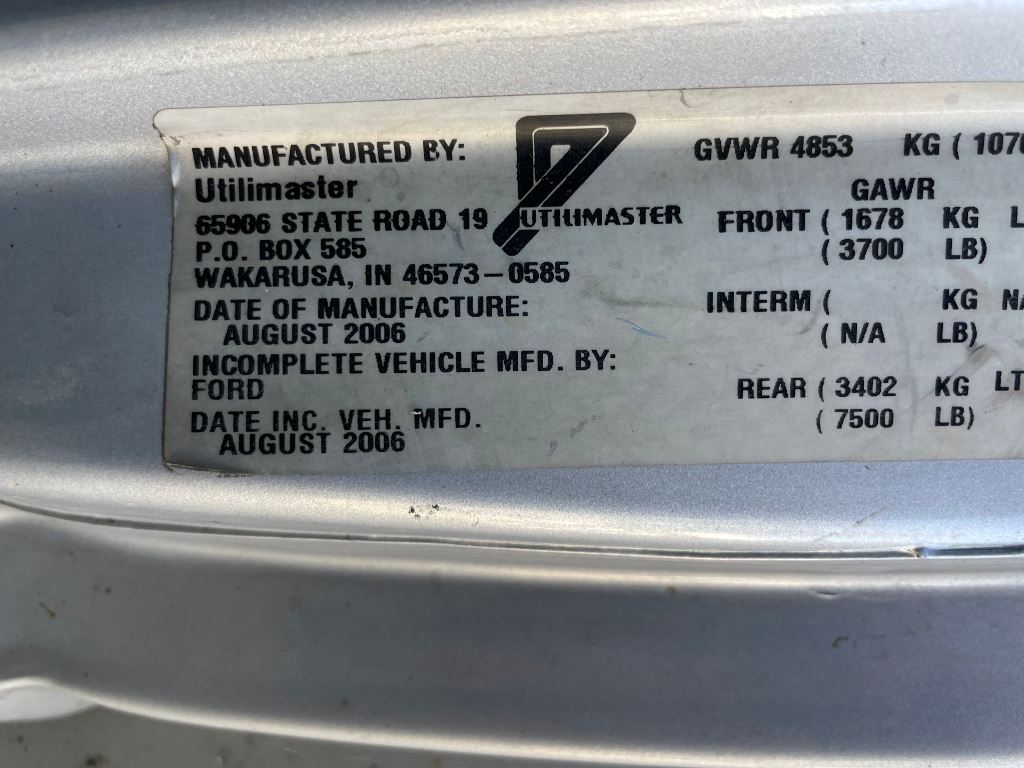 MANUFACTURED BY:
Utilimaster
65906 STATE ROAD 19
P.O. BOX 585
WAKARUSA, IN 46573-0585
DATE OF MANUFACTURE:
AUGUST 2006
INCOMPLETE VEHICLE MFD. BY:
FORD
DATE INC. VEH. MFD.
AUGUST 2006
UTILIMASTER
GVWR 4853 KG (
GAWR
FRONT ( 1678 KG
( 3700 LB)
INTERM ( KG
( N/A LB)
REAR ( 3402 KG LT
( 7500 LB)